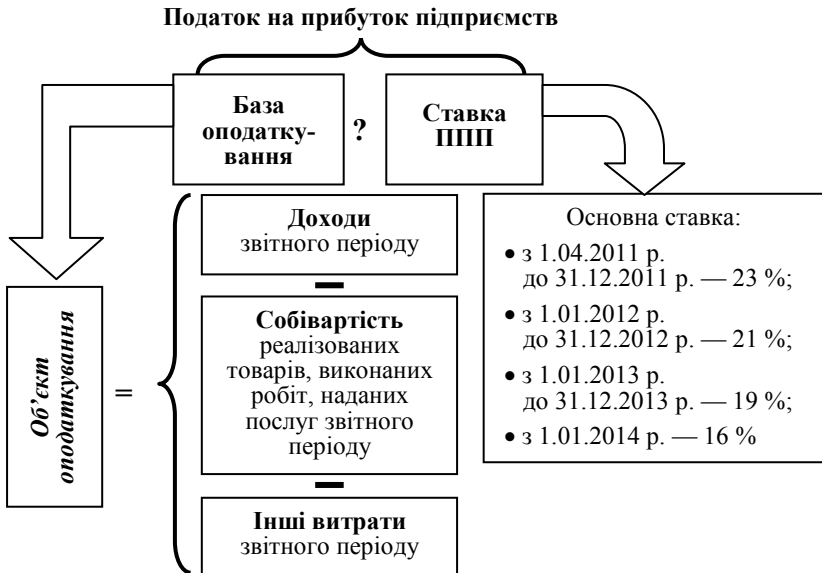 Податок на прибуток підприємств
База
оподатку-
вання
?
Ставка
ППП
Доходи
звітного періоду
–
Собівартість
реалізованих
товарів, виконаних
робіт, наданих
послуг звітного
періоду
–
Інші витрати
звітного періоду
Об’єкт
оподаткування
=
Основна ставка:
• з 1.04.2011 р.
до 31.12.2011 р. — 23 %;
• з 1.01.2012 р.
до 31.12.2012 р. — 21 %;
• з 1.01.2013 р.
до 31.12.2013 р. — 19 %;
• з 1.01.2014 р. — 16 %